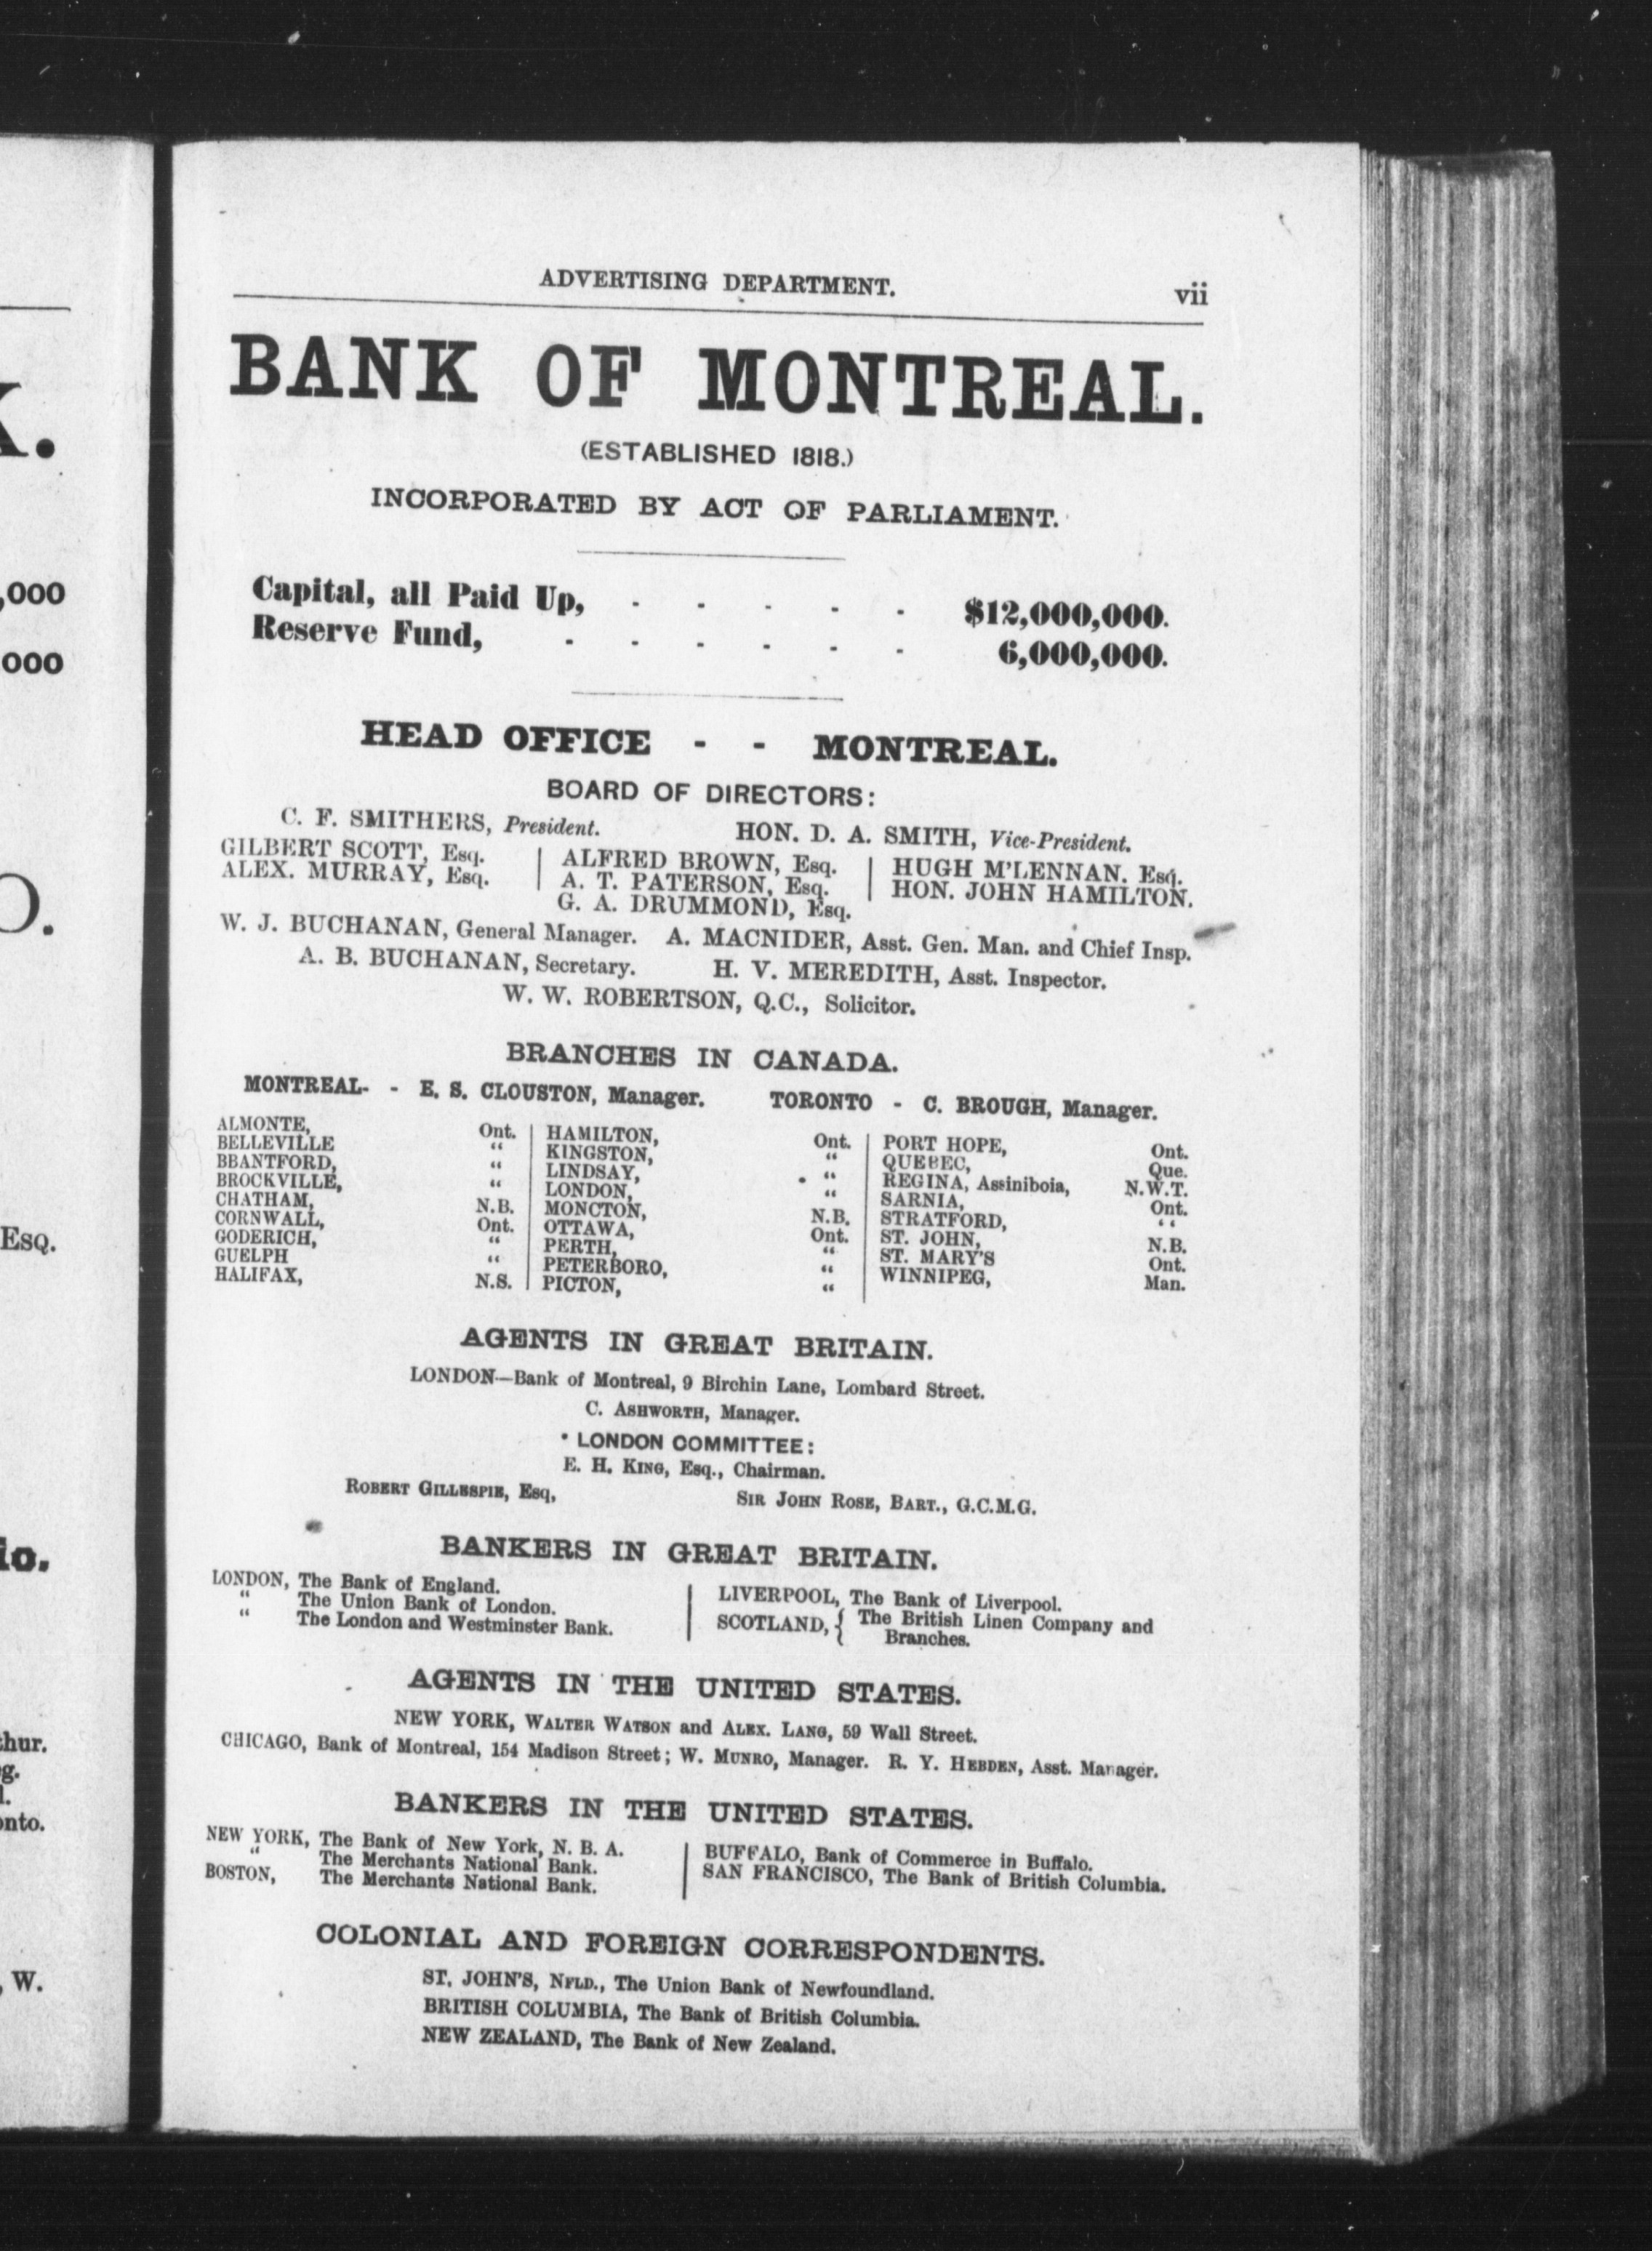 ADVERTISING DEPARTMENT. vii
BANK OF MONTREAL.
(ESTABLISHED 1818.)
INCORPORATED BY ACT OF PARLIAMENT.
Capital, all Paid Up, - - - - - $12,000,000.
Reserve Fund, - - - - - - 6,000,000.
HEAD OFFICE - - MONTREAL.
BOARD OF DIRECTORS:
C. F. SMITHERS, President. HON. D. A. SMITH, Vice-President.
GILBERT SCOTT, Esq. | ALFRED BROWN, Esq. | HUGH M'LENNAN. Esq.
ALEX. MURRAY, Esq. | A. T. PATERSON, Esq. | HON. JOHN HAMILTON.
G. A. DRUMMOND, Esq.
W. J. BUCHANAN, General Manager. A. MACNIDER, Asst. Gen. Man. and Chief Insp.
A. B. BUCHANAN, Secretary. H. V. MEREDITH, Asst. Inspector.
W. W. ROBERTSON, Q.C., Solicitor.
BRANCHES IN CANADA.
MONTREAL- - E. S. CLOUSTON, Manager. TORONTO - C. BROUGH, Manager.
ALMONTE, Ont. | HAMILTON, Ont. | PORT HOPE, Ont.
BELLEVILLE " | KINGSTON, " | QUEBEC, Que.
BBANTFORD, " | LINDSAY, " | REGINA, Assiniboia, N.W.T.
BROCKVILLE, " | LONDON, " | SARNIA, Ont.
CHATHAM, N.B. | MONCTON, N.B. | STRATFORD, "
CORNWALL, Ont. | OTTAWA, Ont. | ST. JOHN, N.B.
GODERICH, " | PERTH, " | ST. MARY'S Ont.
GUELPH " | PETERBORO, " | WINNIPEG, Man.
HALIFAX, N.S. | PICTON, "
AGENTS IN GREAT BRITAIN.
LONDON—Bank of Montreal, 9 Birchin Lane, Lombard Street.
C. ASHWORTH, Manager.
LONDON COMMITTEE:
E. H. KING, Esq., Chairman.
ROBERT GILLESPIE, Esq, SIR JOHN ROSE, BART., G.C.M.G.
BANKERS IN GREAT BRITAIN.
LONDON, The Bank of England. | LIVERPOOL, The Bank of Liverpool.
" The Union Bank of London. | SCOTLAND, { The British Linen Company and
" The London and Westminster Bank. | Branches.
AGENTS IN THE UNITED STATES.
NEW YORK, WALTER WATSON and ALEX. LANG, 59 Wall Street.
CHICAGO, Bank of Montreal, 154 Madison Street; W. MUNRO, Manager. R. Y. HEBDEN, Asst. Manager.
BANKERS IN THE UNITED STATES.
NEW YORK, The Bank of New York, N. B. A. | BUFFALO, Bank of Commerce in Buffalo.
" The Merchants National Bank. | SAN FRANCISCO, The Bank of British Columbia.
BOSTON, The Merchants National Bank.
COLONIAL AND FOREIGN CORRESPONDENTS.
ST. JOHN'S, NFLD., The Union Bank of Newfoundland.
BRITISH COLUMBIA, The Bank of British Columbia.
NEW ZEALAND, The Bank of New Zealand.